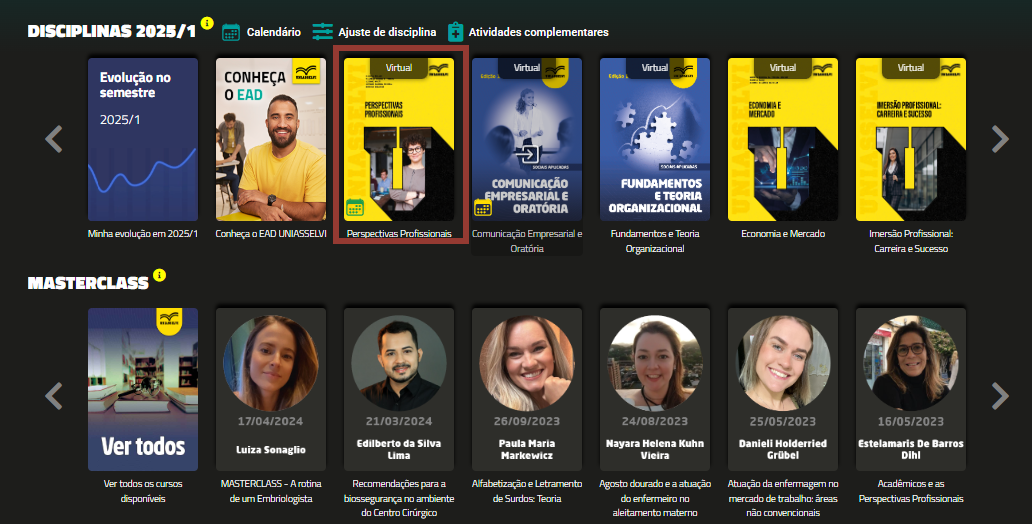 DISCIPLINAS 2025/1
Calendário
Ajuste de disciplina
Atividades complementares
Evolução no
semestre
2025/1
Minha evolução em 2025/1
CONHEÇA
O EAD
UNIASSELVI
Conheça o EAD UNIASSELVI
Virtual
PERSPECTIVAS
PROFISSIONAIS
Perspectivas Profissionais
Virtual
SOCIAIS APLICADAS
COMUNICAÇÃO
EMPRESARIAL E
ORATÓRIA
Comunicação Empresarial e
Oratória
Virtual
SOCIAIS APLICADAS
FUNDAMENTOS
E TEORIA
ORGANIZACIONAL
Fundamentos e Teoria
Organizacional
Virtual
ECONOMIA E
MERCADO
Economia e Mercado
Virtual
IMERSÃO PROFISSIONAL:
CARREIRA E SUCESSO
Imersão Profissional:
Carreira e Sucesso
MASTERCLASS
Ver todos
Ver todos os cursos
disponíveis
17/04/2024
Luiza Sonaglio
MASTERCLASS - A rotina
de um Embriologista
21/03/2024
Edilberto da Silva
Lima
Recomendações para a
biossegurança no ambiente
do Centro Cirúrgico
26/09/2023
Paula Maria
Markewicz
Alfabetização e Letramento
de Surdos: Teoria
24/08/2023
Nayara Helena Kuhn
Vieira
Agosto dourado e a atuação
do enfermeiro no
aleitamento materno
25/05/2023
Danieli Holderried
Grübel
Atuação da enfermagem no
mercado de trabalho: áreas
não convencionais
16/05/2023
Estelamaris De Barros
Dihl
Acadêmicos e as
Perspectivas Profissionais